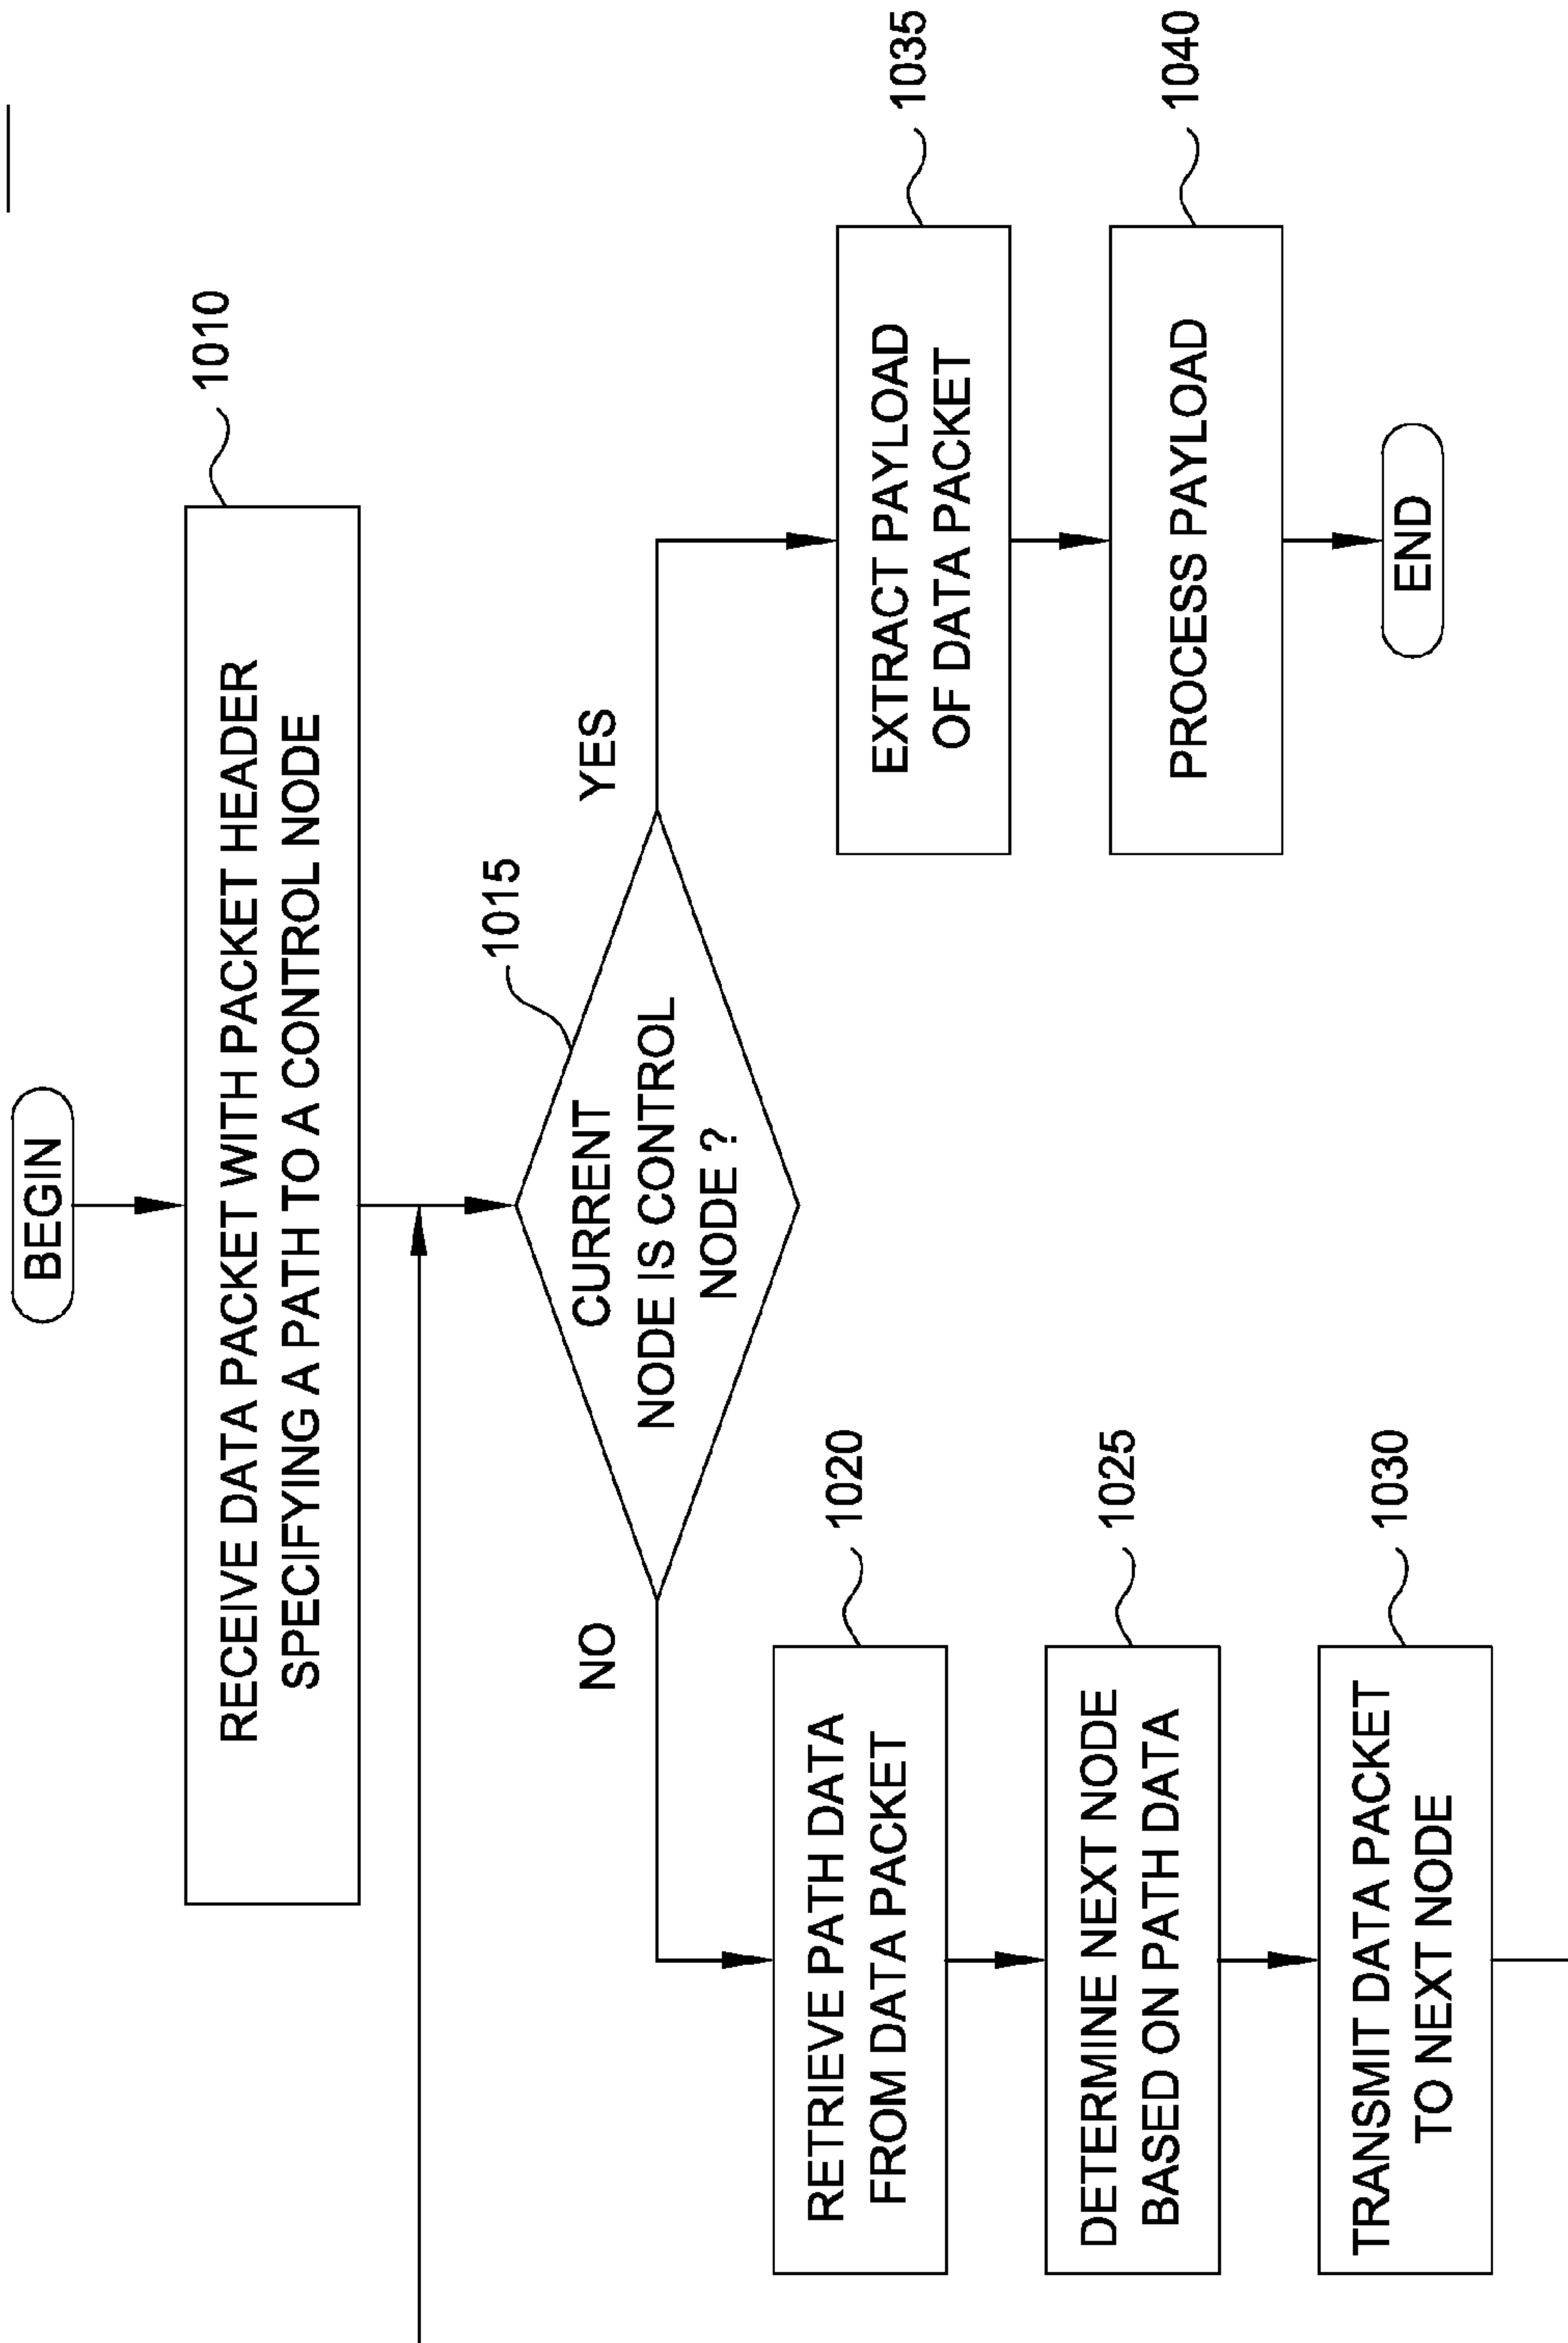 BEGIN
RECEIVE DATA PACKET WITH PACKET HEADER
SPECIFYING A PATH TO A CONTROL NODE
1010
1015
CURRENT
NODE IS CONTROL
NODE ?
NO
YES
RETRIEVE PATH DATA
FROM DATA PACKET
1020
DETERMINE NEXT NODE
BASED ON PATH DATA
1025
TRANSMIT DATA PACKET
TO NEXT NODE
1030
EXTRACT PAYLOAD
OF DATA PACKET
1035
PROCESS PAYLOAD
1040
END